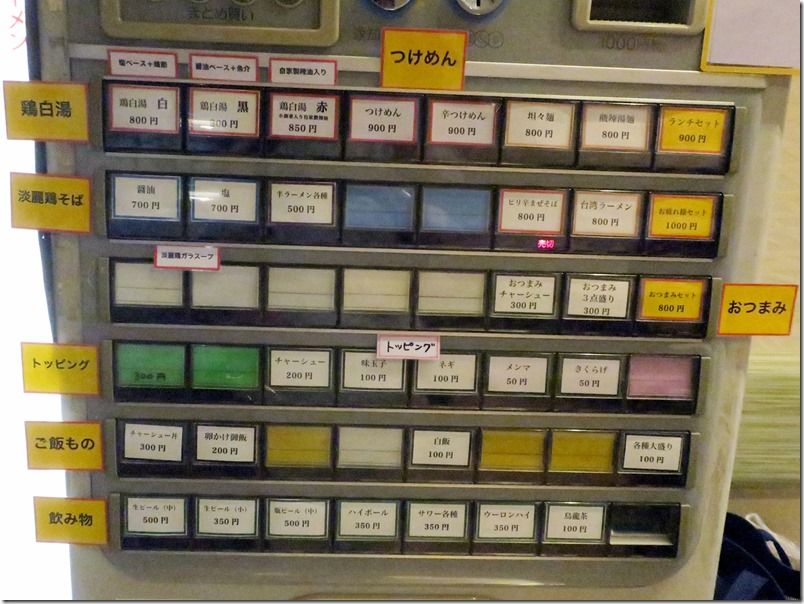 まとめ買い
塩ベース+鶏節
醤油ベース+魚介
自家製辣油入り
つけめん
鶏白湯
鶏白湯 白
800円
鶏白湯 黒
800円
鶏白湯 赤
850円
つけめん
900円
辛つけめん
900円
坦々麺
800円
酸辣湯麺
800円
ランチセット
900円
淡麗鶏そば
醤油
700円
塩
700円
半ラーメン各種
500円
ピリ辛まぜそば
800円
売切
台湾ラーメン
800円
お疲れ様セット
1000円
淡麗鶏ガラスープ
おつまみ
チャーシュー
300円
おつまみ
3点盛り
300円
おつまみセット
800円
おつまみ
トッピング
トッピング
チャーシュー
200円
味玉子
100円
ネギ
100円
メンマ
50円
きくらげ
50円
ご飯もの
チャーシュー丼
300円
卵かけ御飯
200円
白飯
100円
各種大盛り
100円
飲み物
生ビール(中)
500円
生ビール(小)
350円
瓶ビール(中)
500円
ハイボール
350円
サワー各種
350円
ウーロンハイ
350円
烏龍茶
100円